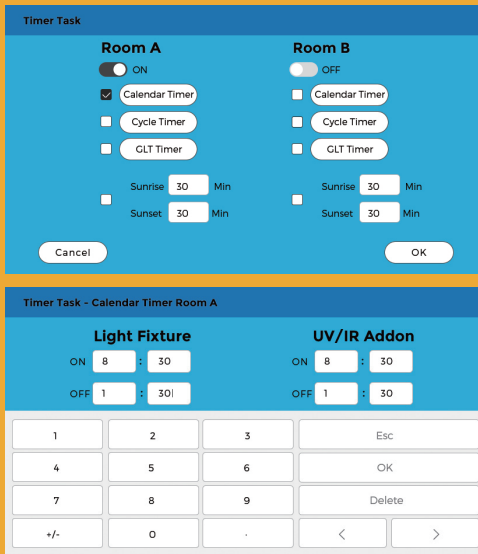 Timer Task
Room A Room B
ON OFF
Calendar Timer Calendar Timer
Cycle Timer Cycle Timer
GLT Timer GLT Timer
Sunrise 30 Min Sunrise 30 Min
Sunset 30 Min Sunset 30 Min
Cancel OK
Timer Task - Calendar Timer Room A
Light Fixture UV/IR Addon
ON 8 : 30 ON 8 : 30
OFF 1 : 30 OFF 1 : 30
1 2 3 Esc
4 5 6 OK
7 8 9 Delete
+/- 0 . < >